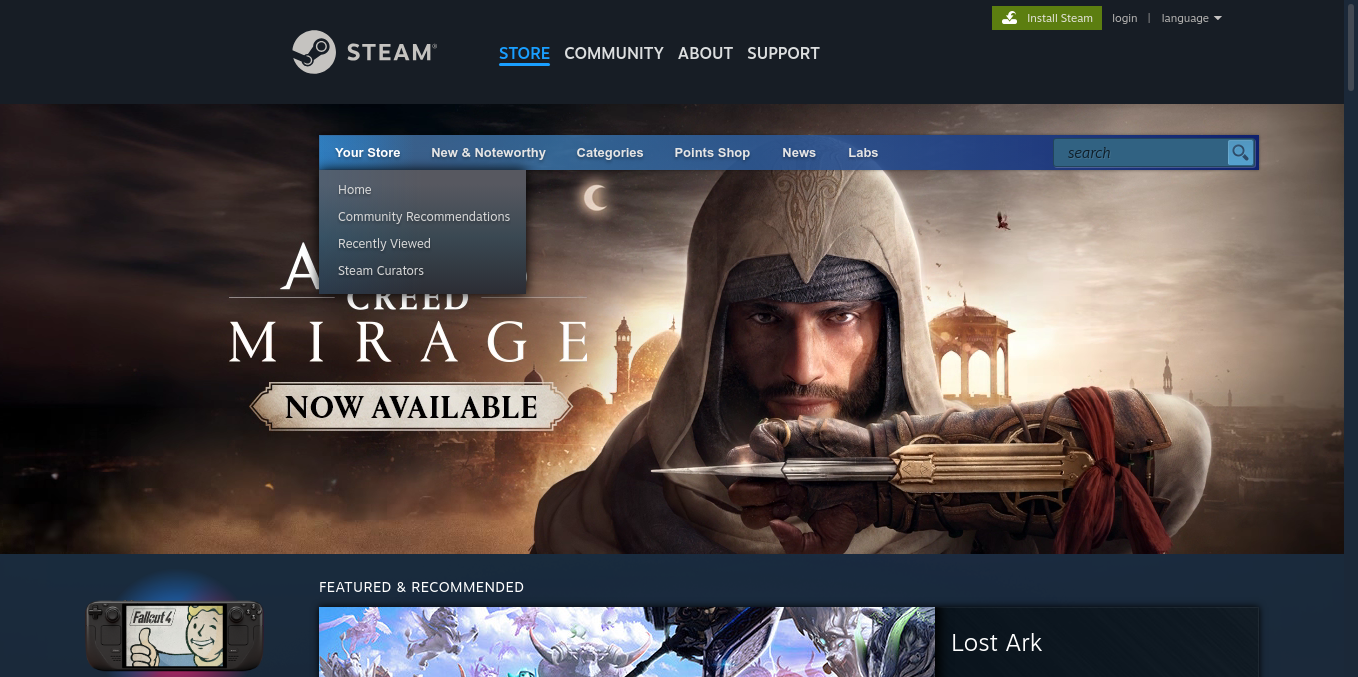 Install Steam
login | language
STEAM®
STORE COMMUNITY ABOUT SUPPORT
Your Store New & Noteworthy Categories Points Shop News Labs
search
Home
Community Recommendations
Recently Viewed
Steam Curators
CREED
MIRAGE
NOW AVAILABLE
FEATURED & RECOMMENDED
Fallout 4
Lost Ark